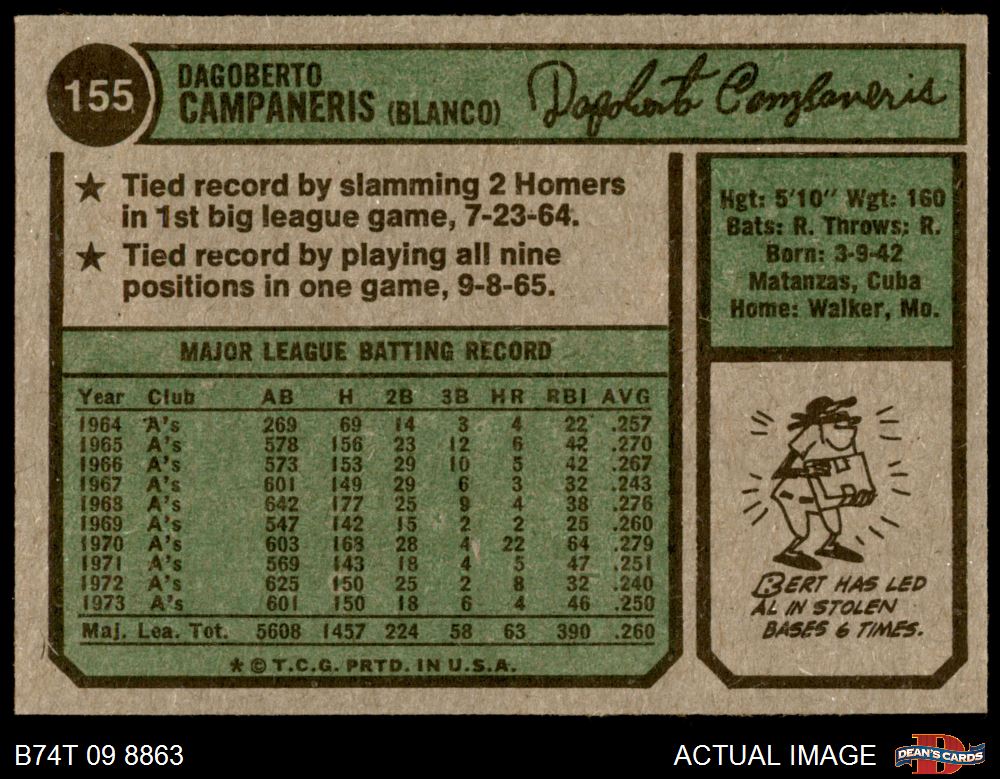 155
DAGOBERTO
CAMPANERIS (BLANCO)
Dagoberto Campaneris
★ Tied record by slamming 2 Homers
in 1st big league game, 7-23-64.
★ Tied record by playing all nine
positions in one game, 9-8-65.
Hgt: 5'10" Wgt: 160
Bats: R. Throws: R.
Born: 3-9-42
Matanzas, Cuba
Home: Walker, Mo.
MAJOR LEAGUE BATTING RECORD
Year Club AB H 2B 3B HR RBI AVG
1964 A's 269 69 14 3 4 22 .257
1965 A's 578 156 23 12 6 42 .270
1966 A's 573 153 29 10 5 42 .267
1967 A's 601 149 29 6 3 32 .243
1968 A's 642 177 25 9 4 38 .276
1969 A's 547 142 15 2 2 25 .260
1970 A's 603 168 28 4 22 64 .279
1971 A's 569 143 18 4 5 47 .251
1972 A's 625 150 25 2 8 32 .240
1973 A's 601 150 18 6 4 46 .250
Maj. Lea. Tot. 5608 1457 224 58 63 390 .260
* © T.C.G. PRTD. IN U.S.A.
BERT HAS LED
AL IN STOLEN
BASES 6 TIMES.
B74T 09 8863
ACTUAL IMAGE
DEAN'S CARDS